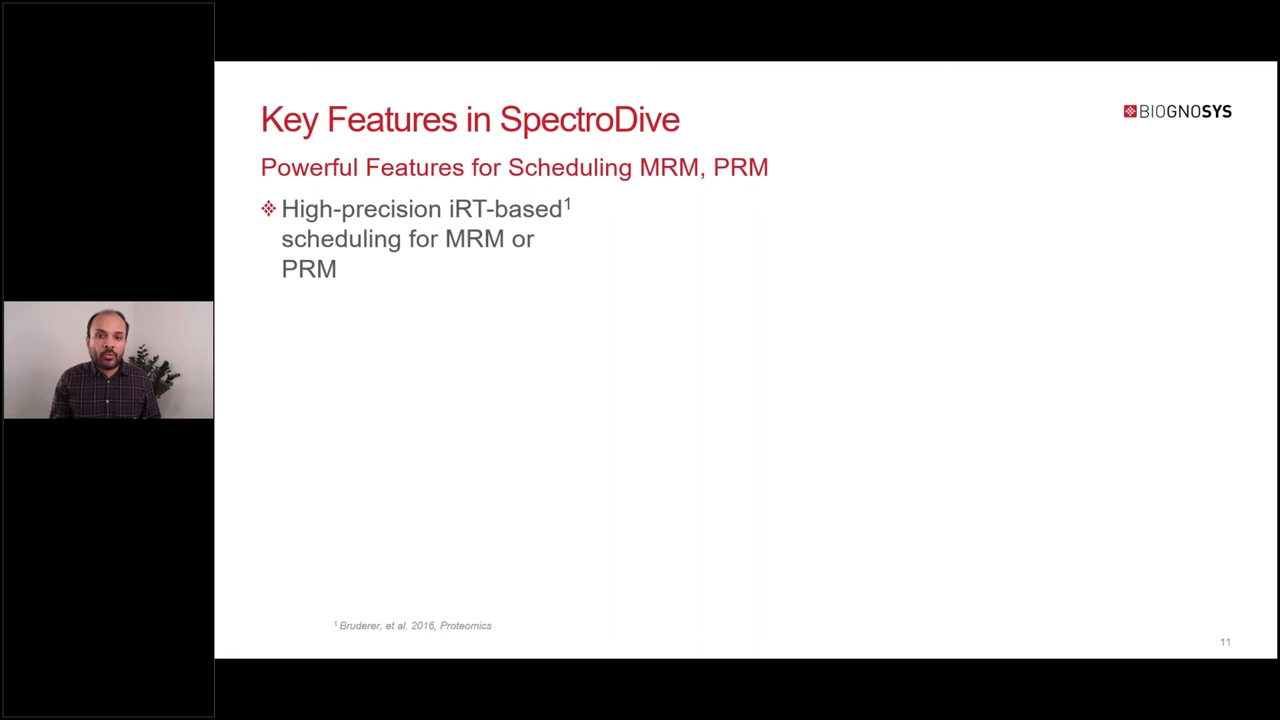 Key Features in SpectroDive
BIOGNOSYS
Powerful Features for Scheduling MRM, PRM
High-precision iRT-based¹
scheduling for MRM or
PRM
¹ Bruderer, et al. 2016, Proteomics
11